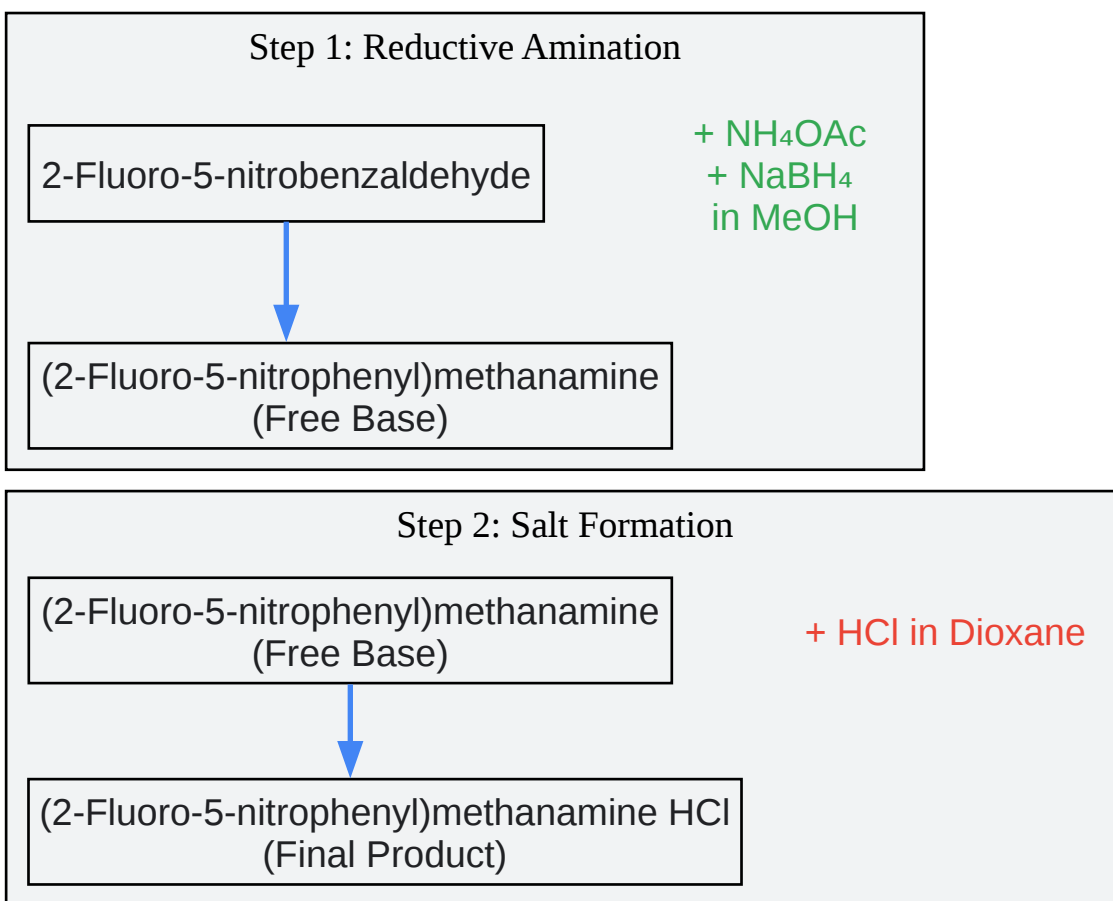 Step 1: Reductive Amination
2-Fluoro-5-nitrobenzaldehyde
+ NH₄OAc
+ NaBH₄
in MeOH
(2-Fluoro-5-nitrophenyl)methanamine
(Free Base)
Step 2: Salt Formation
(2-Fluoro-5-nitrophenyl)methanamine
(Free Base)
+ HCl in Dioxane
(2-Fluoro-5-nitrophenyl)methanamine HCl
(Final Product)